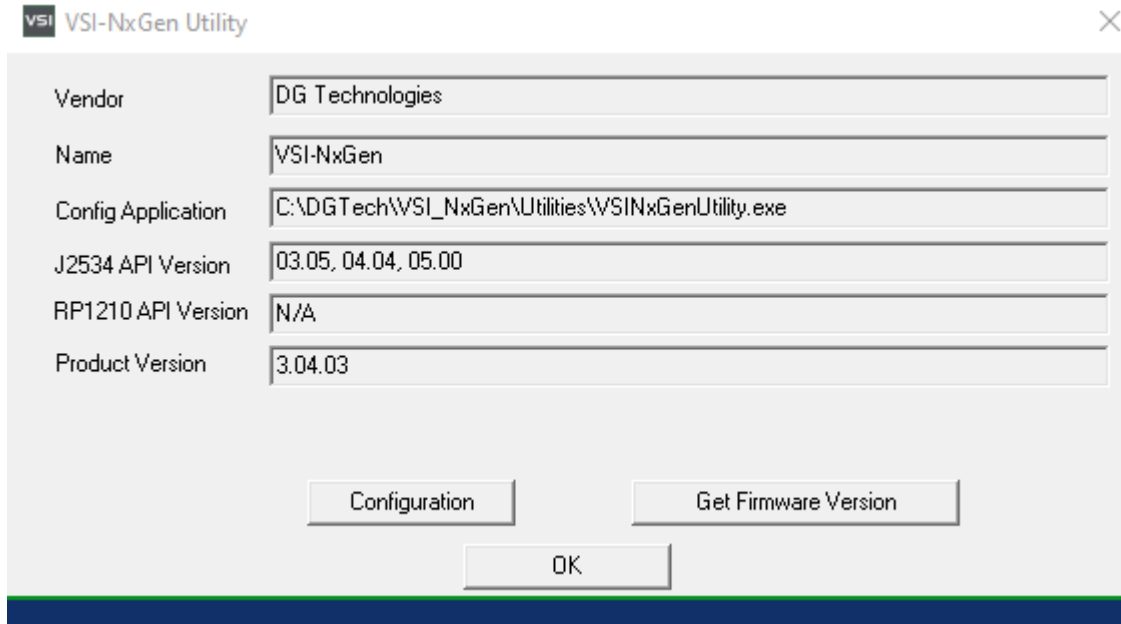 VSI VSI-NxGen Utility
Vendor DG Technologies
Name VSI-NxGen
Config Application C:\DGTech\VSI_NxGen\Utilities\VSINxGenUtility.exe
J2534 API Version 03.05, 04.04, 05.00
RP1210 API Version N/A
Product Version 3.04.03
Configuration Get Firmware Version
OK